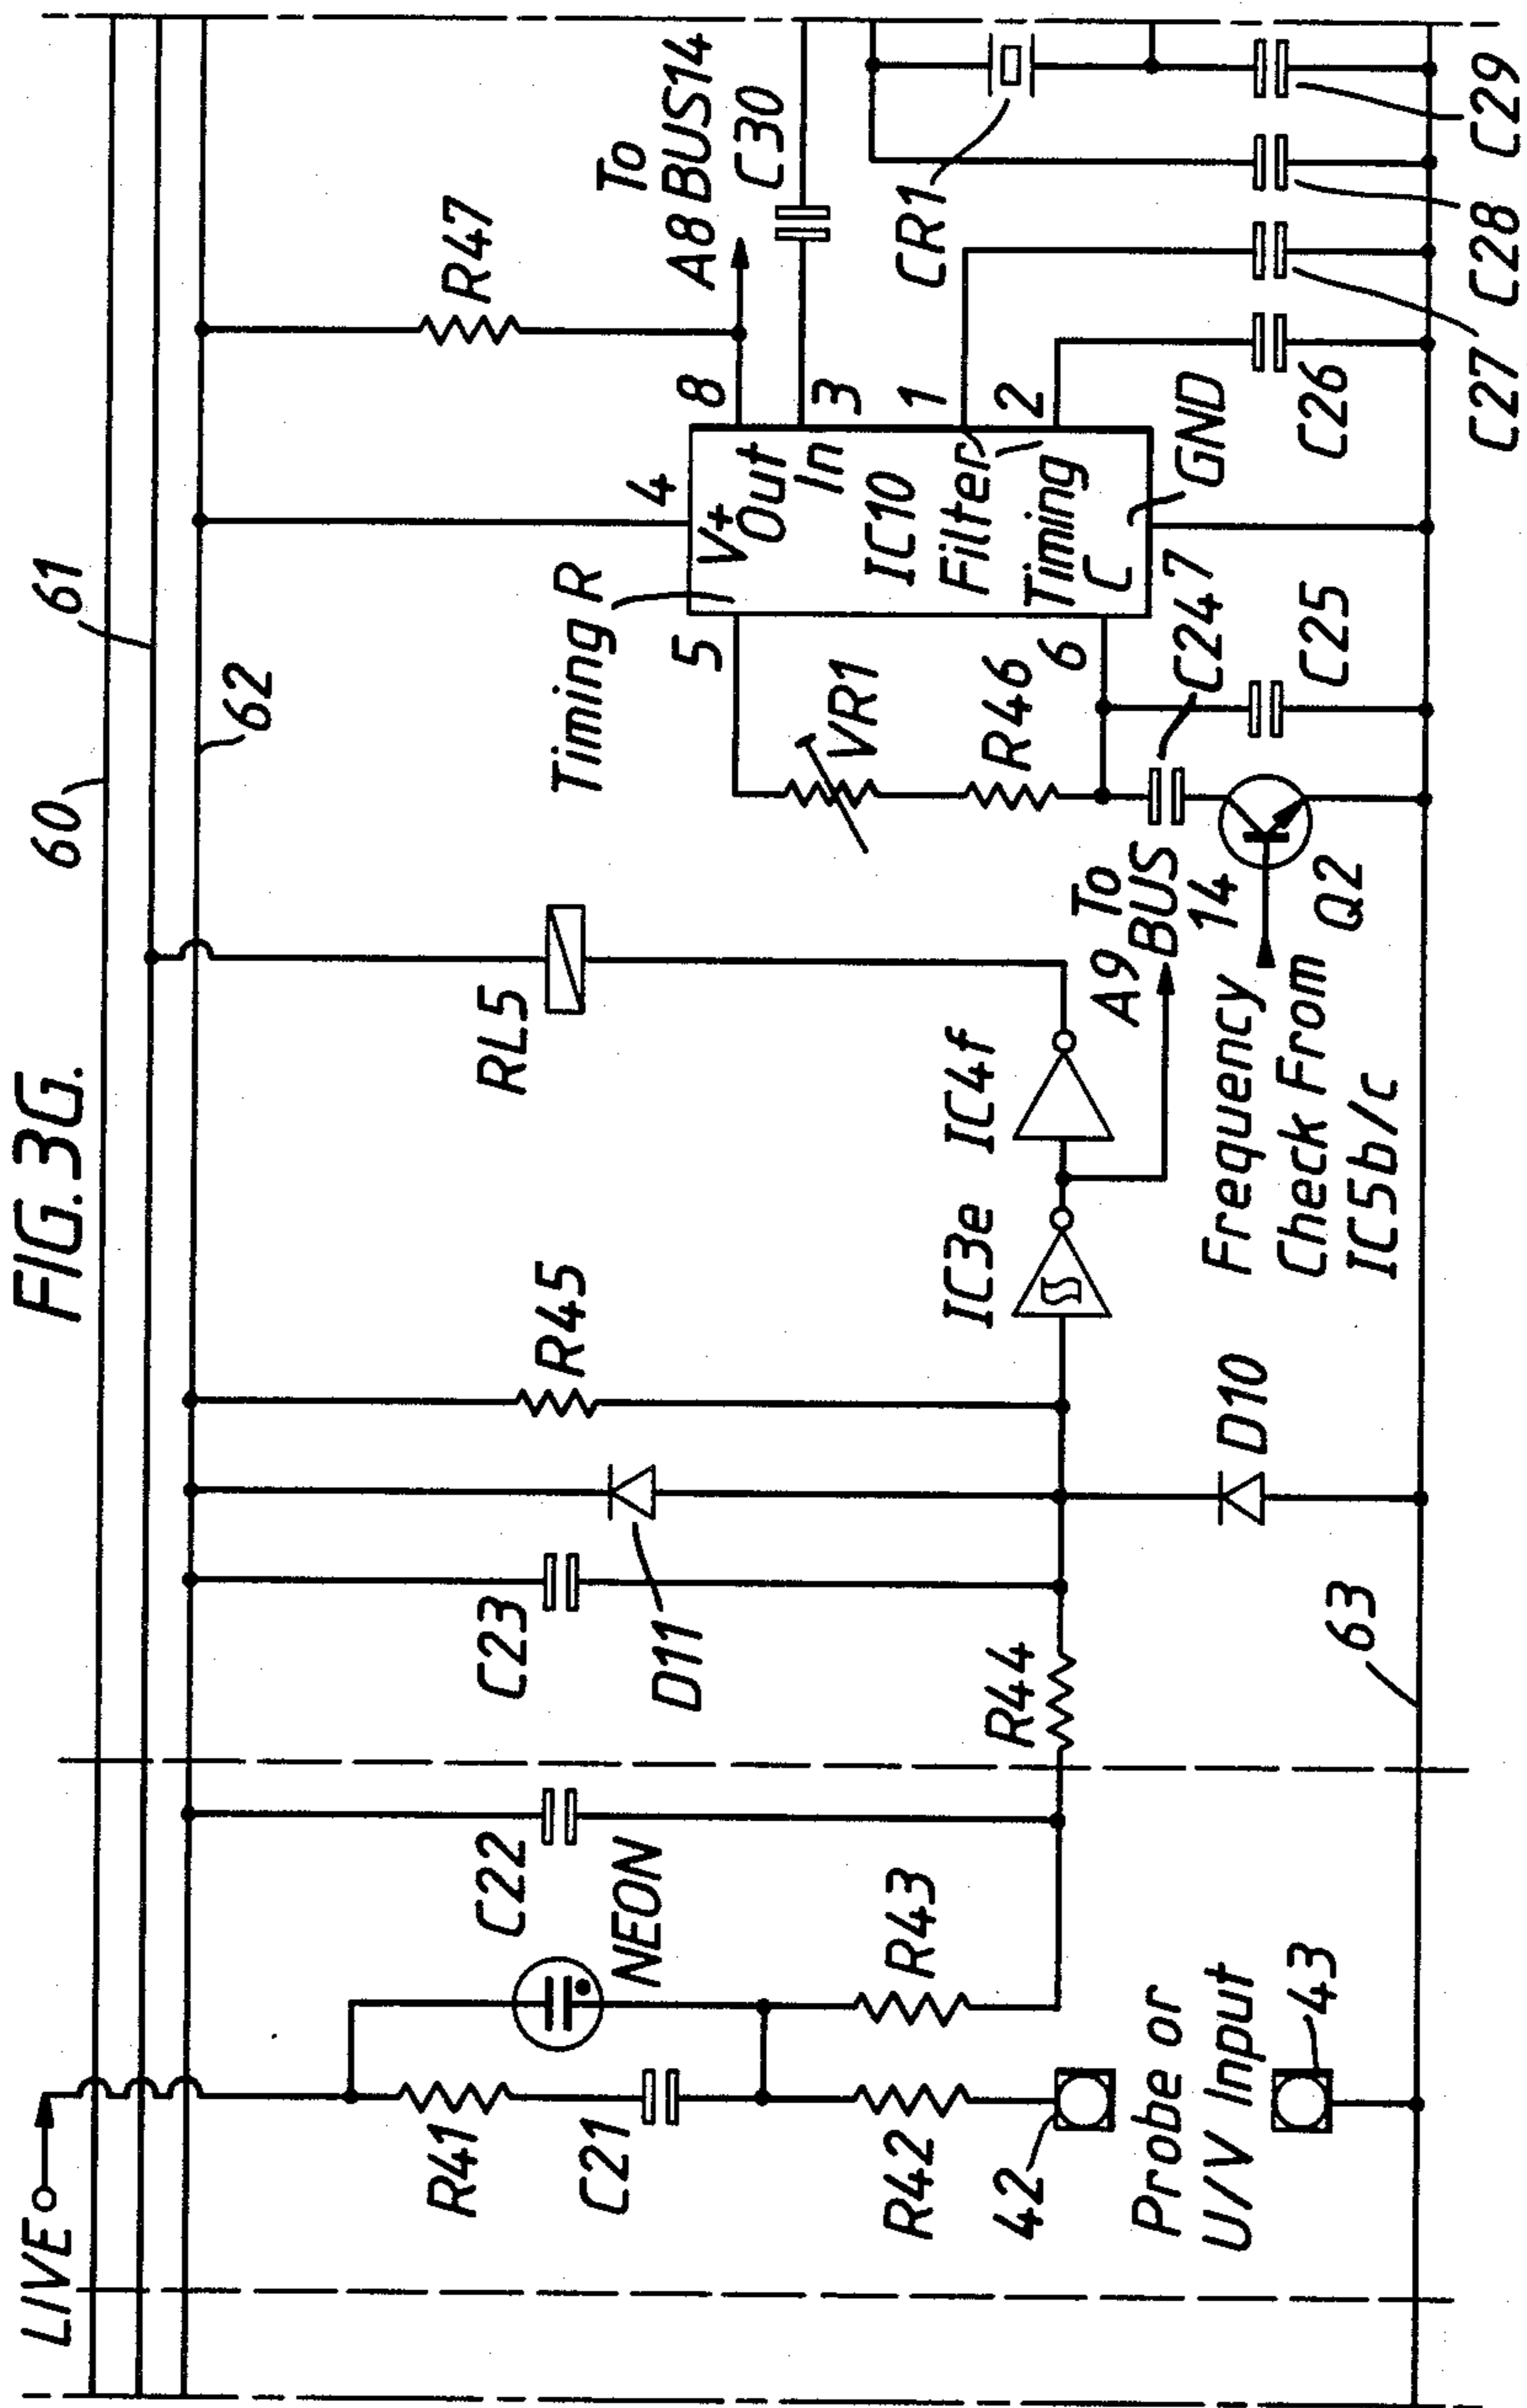 FIG.3G.
LIVE
60
61
62
R41
C21
R42
42
Probe or
U/V Input
43
NEON
R43
C22
R44
C23
D11
R45
D10
63
IC3e
IC4f
RL5
A9 To
BUS
14
Frequency
Check From
IC5b/c
Q2
Timing R
5
VR1
R46
6
C24
7
C25
4
V+
Out
In
IC10
Filter
Timing
C
GND
8
3
1
2
R47
A8
To
BUS14
C30
CR1
C26
C27
C28
C29